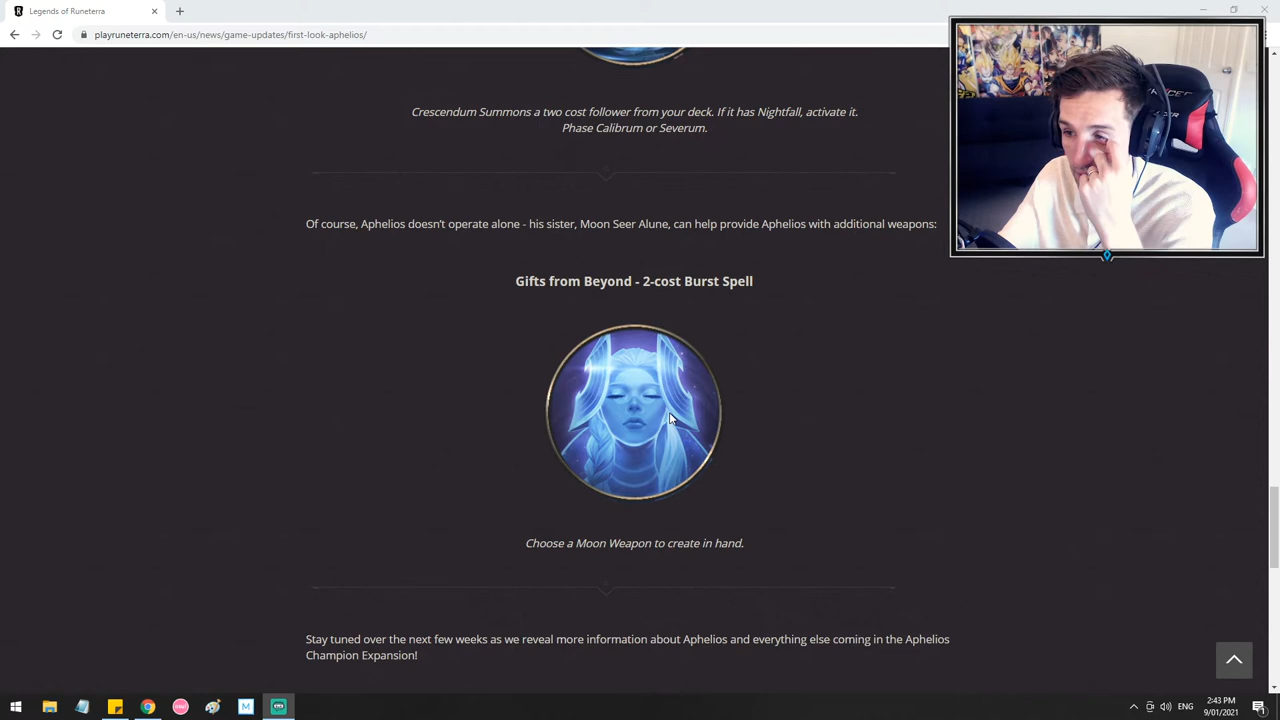 Legends of Runeterra
playruneterra.com/en-us/news/game-updates/first-look-aphelios/
Crescendum Summons a two cost follower from your deck. If it has Nightfall, activate it.
Phase Calibrum or Severum.
Of course, Aphelios doesn't operate alone - his sister, Moon Seer Alune, can help provide Aphelios with additional weapons:
Gifts from Beyond - 2-cost Burst Spell
Choose a Moon Weapon to create in hand.
Stay tuned over the next few weeks as we reveal more information about Aphelios and everything else coming in the Aphelios
Champion Expansion!
ENG
2:43 PM
9/01/2021